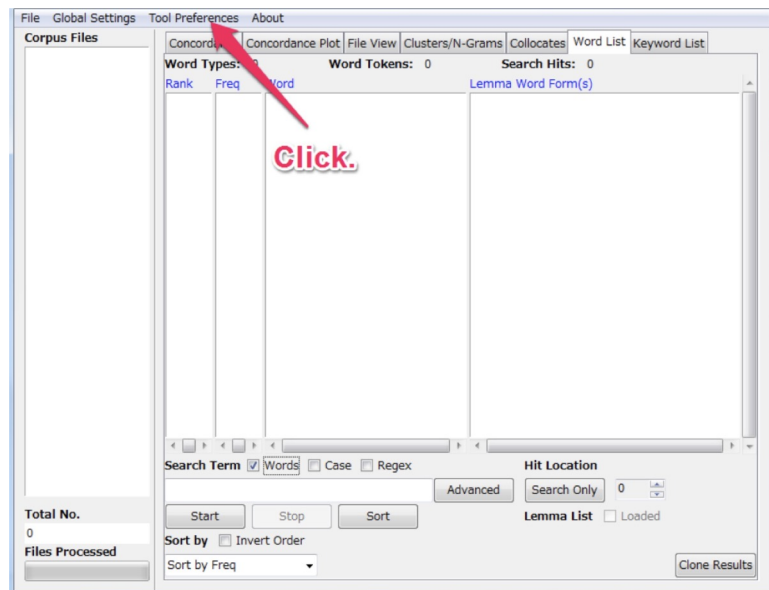 File Global Settings Tool Preferences About
Corpus Files
Concordance Plot File View Clusters/N-Grams Collocates Word List Keyword List
Word Types: Word Tokens: 0 Search Hits: 0
Rank Freq Word Lemma Word Form(s)
Click.
Search Term Words Case Regex Hit Location
Advanced Search Only 0
Total No. Start Stop Sort Lemma List Loaded
0
Sort by Invert Order
Files Processed
Sort by Freq Clone Results